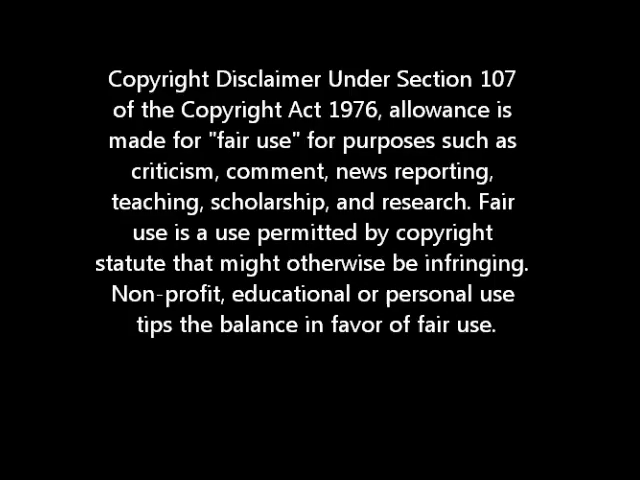 Copyright Disclaimer Under Section 107
of the Copyright Act 1976, allowance is
made for "fair use" for purposes such as
criticism, comment, news reporting,
teaching, scholarship, and research. Fair
use is a use permitted by copyright
statute that might otherwise be infringing.
Non-profit, educational or personal use
tips the balance in favor of fair use.